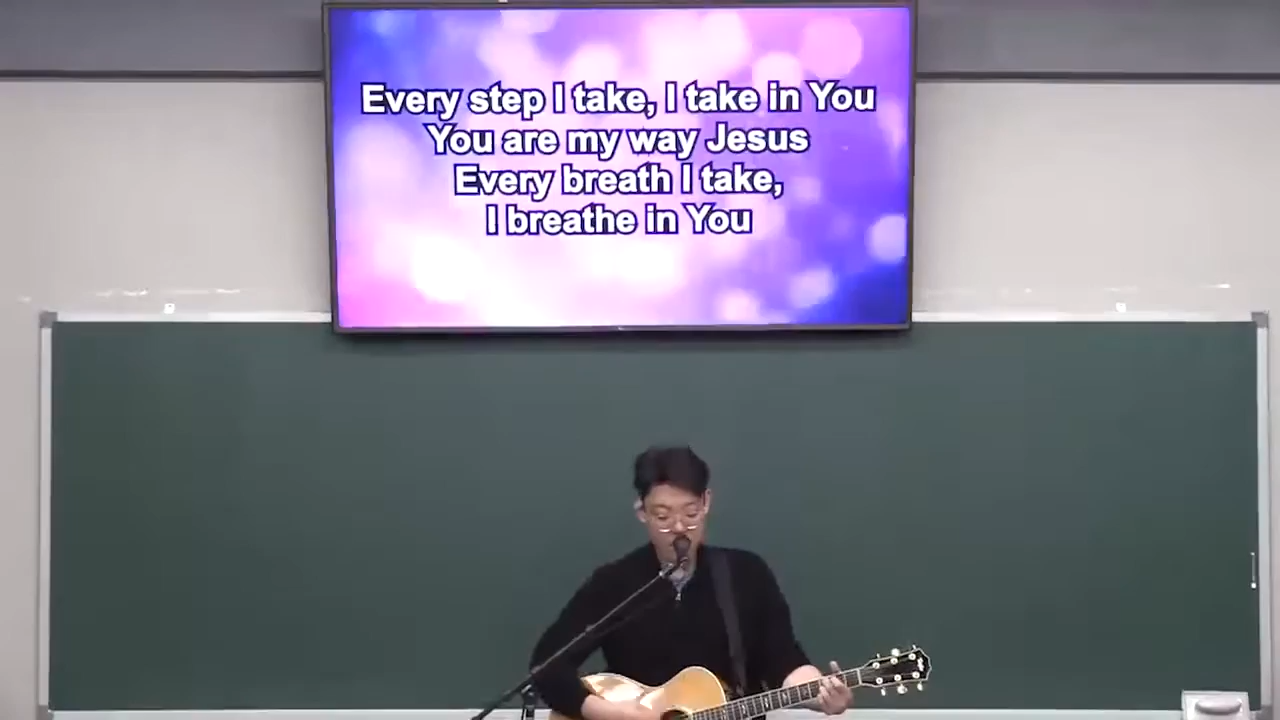 Every step I take, I take in You
You are my way Jesus
Every breath I take,
I breathe in You